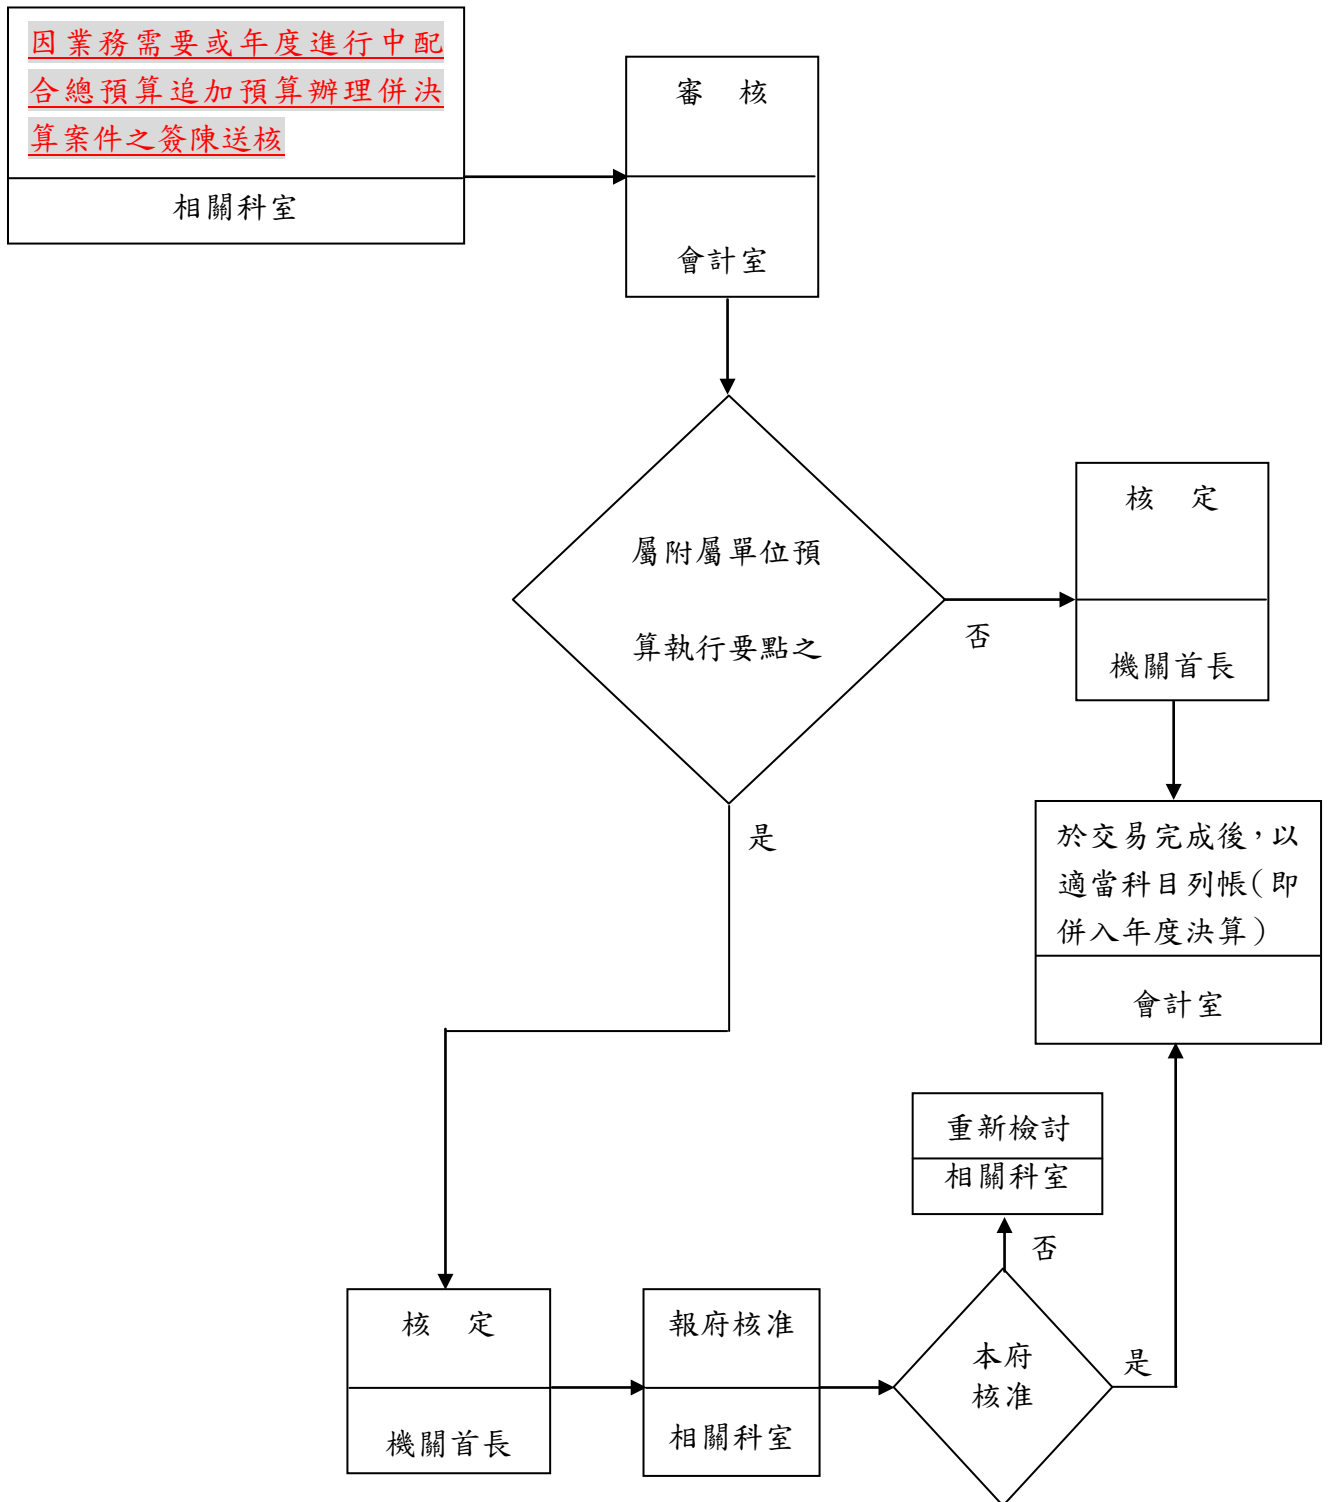 因業務需要或年度進行中配
合總預算追加預算辦理併決
算案件之簽陳送核
相關科室
審 核
會計室
屬附屬單位預
算執行要點之
否
核 定
機關首長
是
於交易完成後，以
適當科目列帳(即
併入年度決算)
會計室
重新檢討
相關科室
否
核 定
機關首長
報府核准
相關科室
本府
核准
是